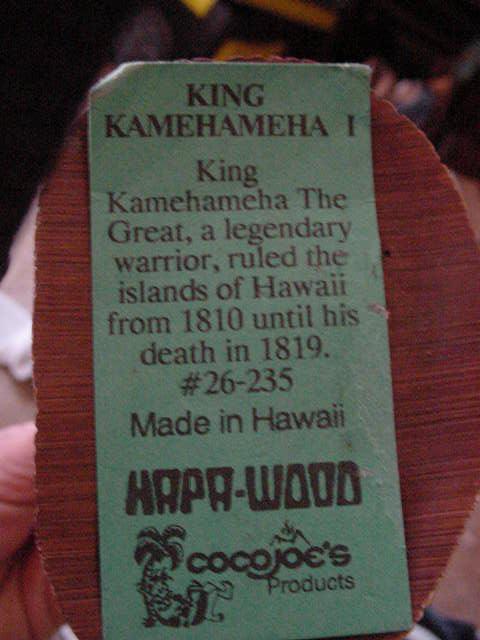 KING
KAMEHAMEHA I
King
Kamehameha The
Great, a legendary
warrior, ruled the
islands of Hawaii
from 1810 until his
death in 1819.
#26-235
Made in Hawaii
HAPA-WOOD
COCOJOE'S
Products